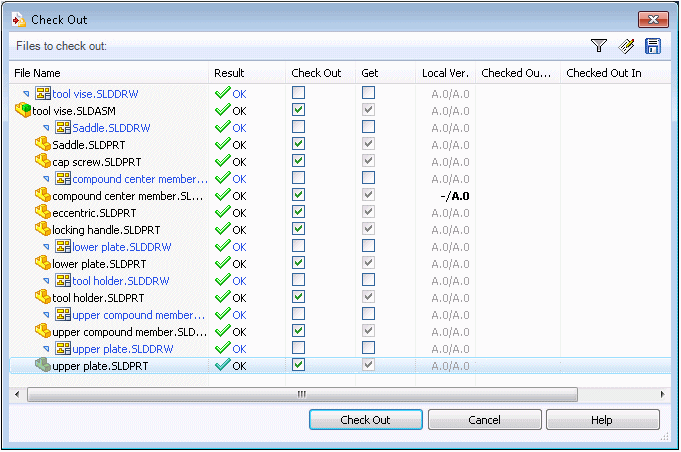 Check Out
Files to check out:
File Name Result Check Out Get Local Ver. Checked Ou... Checked Out In
tool vise.SLDDRW OK A.0/A.0
tool vise.SLDASM OK A.0/A.0
Saddle.SLDDRW OK A.0/A.0
Saddle.SLDPRT OK A.0/A.0
cap screw.SLDPRT OK A.0/A.0
compound center member... OK A.0/A.0
compound center member.SL... OK -/A.0
eccentric.SLDPRT OK A.0/A.0
locking handle.SLDPRT OK A.0/A.0
lower plate.SLDDRW OK A.0/A.0
lower plate.SLDPRT OK A.0/A.0
tool holder.SLDDRW OK A.0/A.0
tool holder.SLDPRT OK A.0/A.0
upper compound member... OK A.0/A.0
upper compound member.SLD... OK A.0/A.0
upper plate.SLDDRW OK A.0/A.0
upper plate.SLDPRT OK A.0/A.0
Check Out Cancel Help